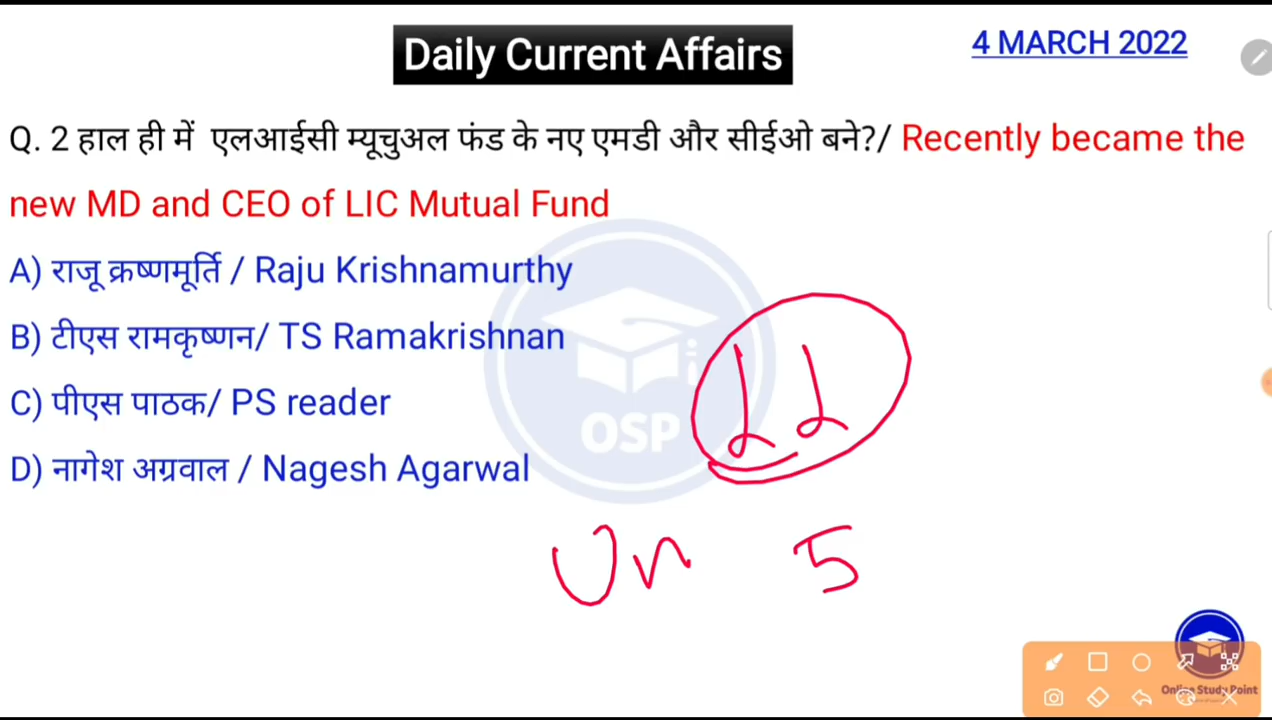 Daily Current Affairs
4 MARCH 2022
Q. 2 हाल ही में एलआईसी म्यूचुअल फंड के नए एमडी और सीईओ बने?/ Recently became the
new MD and CEO of LIC Mutual Fund
A) राजू क्रष्णमूर्ति / Raju Krishnamurthy
B) टीएस रामकृष्णन/ TS Ramakrishnan
C) पीएस पाठक/ PS reader
D) नागेश अग्रवाल / Nagesh Agarwal
OSP
5
Online Study Point